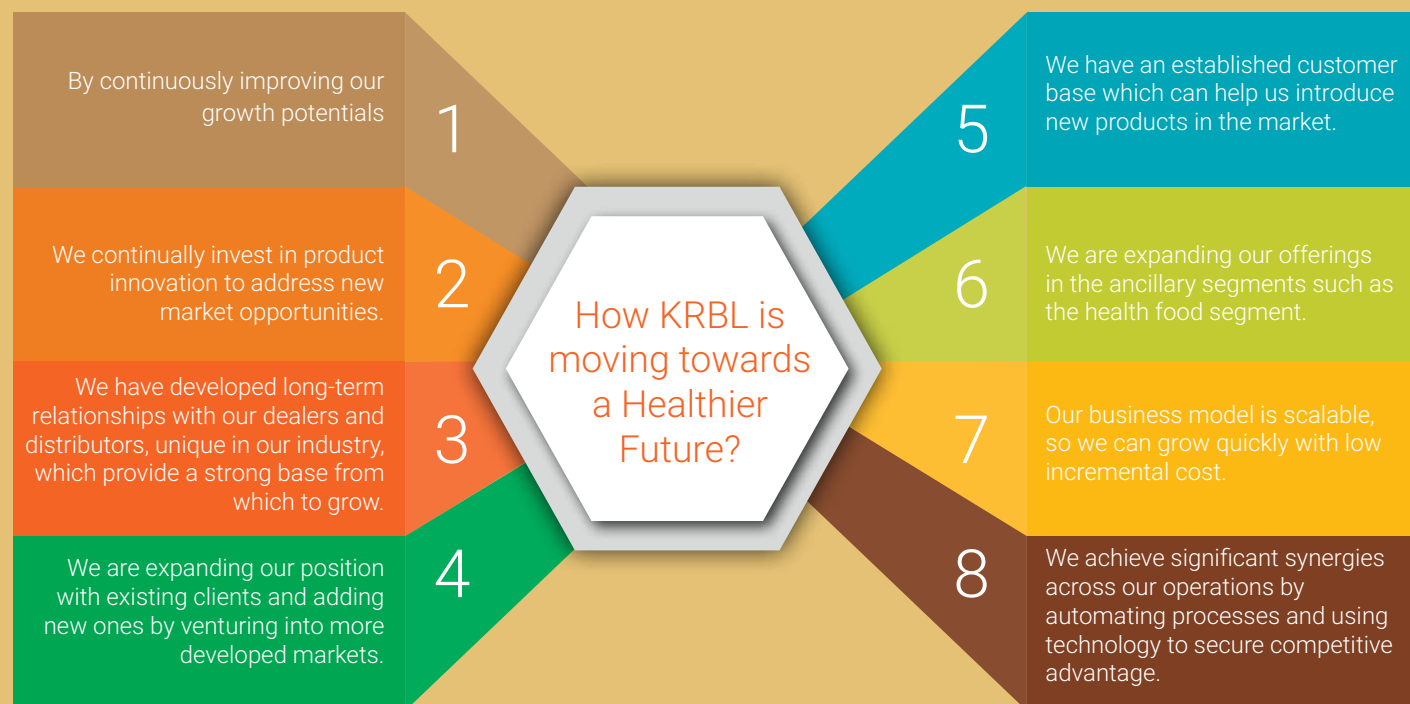 By continuously improving our
growth potentials
1
We continually invest in product
innovation to address new
market opportunities.
2
We have developed long-term
relationships with our dealers and
distributors, unique in our industry,
which provide a strong base from
which to grow.
3
We are expanding our position
with existing clients and adding
new ones by venturing into more
developed markets.
4
How KRBL is
moving towards
a Healthier
Future?
5
We have an established customer
base which can help us introduce
new products in the market.
6
We are expanding our offerings
in the ancillary segments such as
the health food segment.
7
Our business model is scalable,
so we can grow quickly with low
incremental cost.
8
We achieve significant synergies
across our operations by
automating processes and using
technology to secure competitive
advantage.